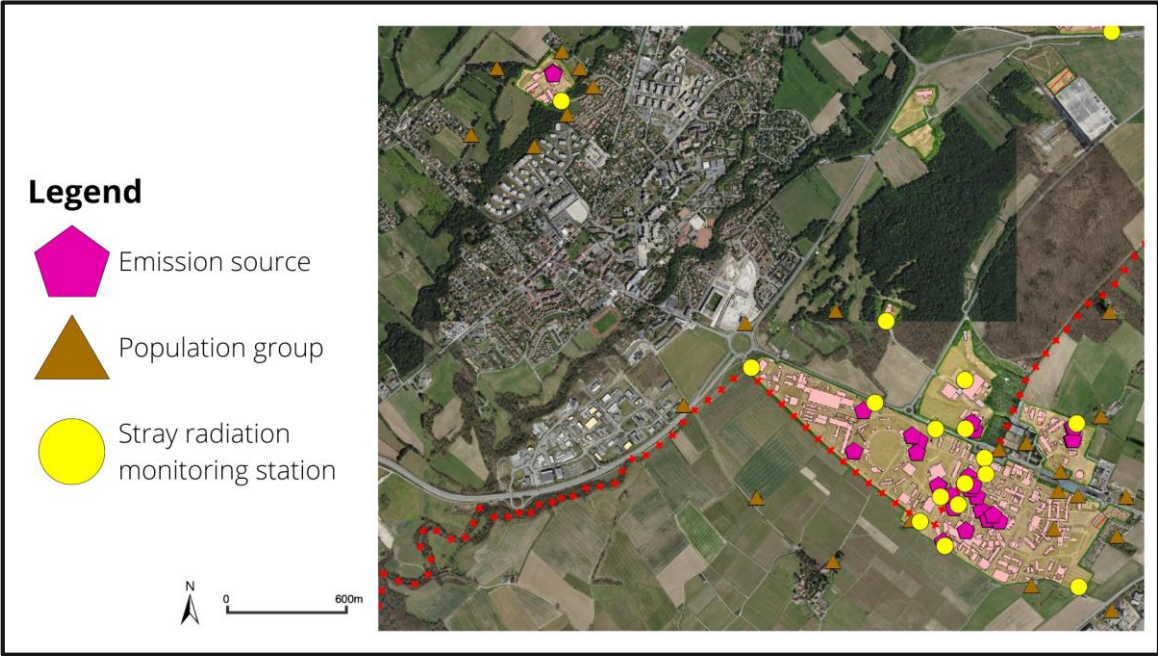 Legend
Emission source
Population group
Stray radiation
monitoring station
N
0 600m